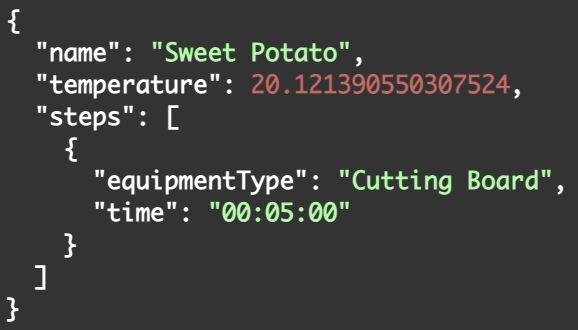 {
  "name": "Sweet Potato",
  "temperature": 20.121390550307524,
  "steps": [
    {
      "equipmentType": "Cutting Board",
      "time": "00:05:00"
    }
  ]
}